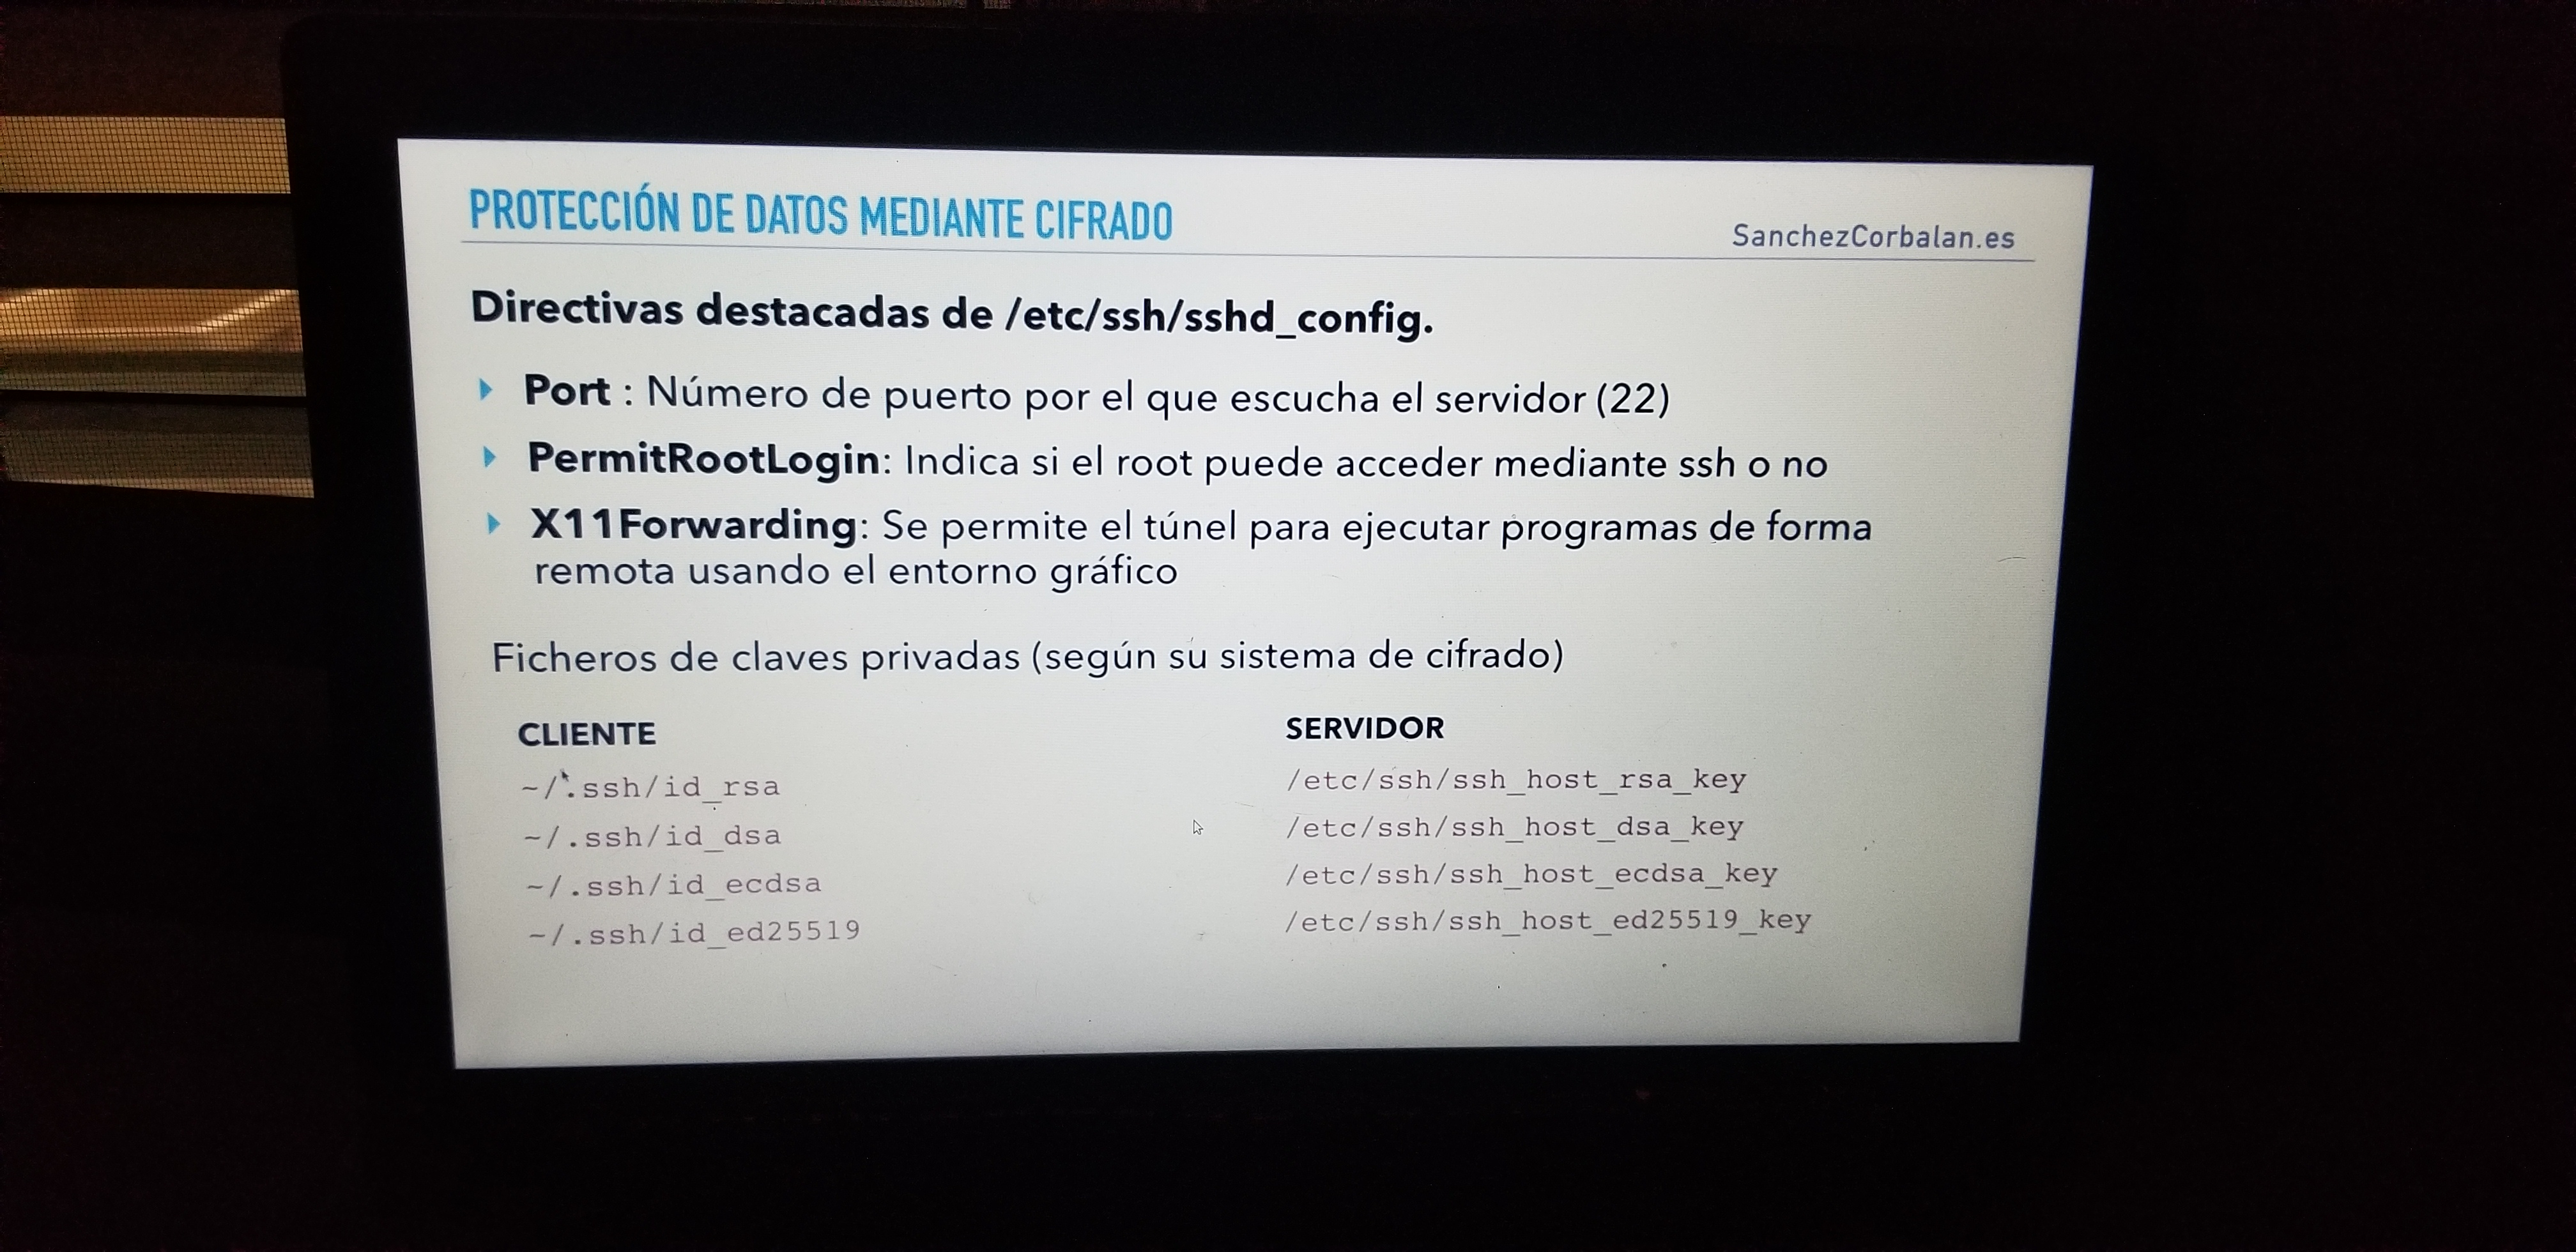 PROTECCIÓN DE DATOS MEDIANTE CIFRADO
SanchezCorbalan.es
Directivas destacadas de /etc/ssh/sshd_config.
Port : Número de puerto por el que escucha el servidor (22)
PermitRootLogin: Indica si el root puede acceder mediante ssh o no
X11Forwarding: Se permite el túnel para ejecutar programas de forma
remota usando el entorno gráfico
Ficheros de claves privadas (según su sistema de cifrado)
CLIENTE
~/.ssh/id_rsa
~/.ssh/id_dsa
~/.ssh/id_ecdsa
~/.ssh/id_ed25519
SERVIDOR
/etc/ssh/ssh_host_rsa_key
/etc/ssh/ssh_host_dsa_key
/etc/ssh/ssh_host_ecdsa_key
/etc/ssh/ssh_host_ed25519_key